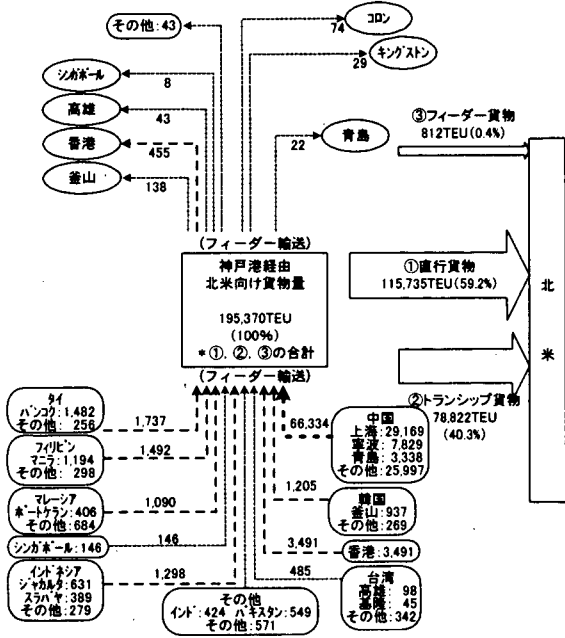 その他:43
コロン
74
キングストン
29
シンガポール
8
高雄
43
香港
455
釜山
138
青島
22
③フィーダー貨物
812TEU(0.4%)
(フィーダー輸送)
神戸港経由
北米向け貨物量
195,370TEU
(100%)
*①、②、③の合計
(フィーダー輸送)
①直行貨物
115,735TEU(59.2%)
北
米
②トランシップ貨物
78,822TEU
(40.3%)
タイ
バンコク:1,482
その他: 256
1,737
フィリピン
マニラ:1,194
その他: 298
1,492
マレーシア
ポートケラン:406
その他:684
1,090
シンガポール:146
146
インドネシア
ジャカルタ:631
スラバヤ:389
その他:279
1,298
その他
インド:424 パキスタン:549
その他:571
66,334
中国
上海:29,169
寧波: 7,829
青島: 3,338
その他:25,997
1,205
韓国
釜山:937
その他:269
3,491
香港:3,491
485
台湾
高雄: 98
基隆: 45
その他:342